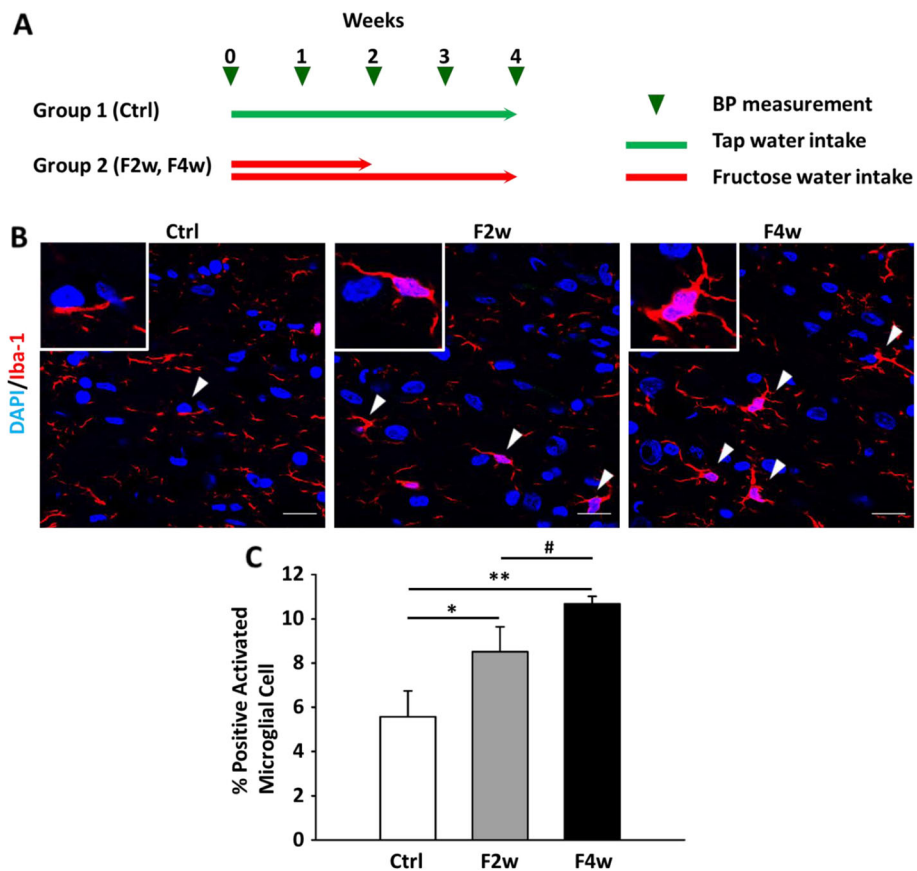 A
Weeks
0 1 2 3 4
Group 1 (Ctrl)
Group 2 (F2w, F4w)
BP measurement
Tap water intake
Fructose water intake
B
Ctrl F2w F4w
DAPI/Iba-1
C
#
**
*
% Positive Activated
Microglial Cell
12
10
8
6
4
2
0
Ctrl F2w F4w